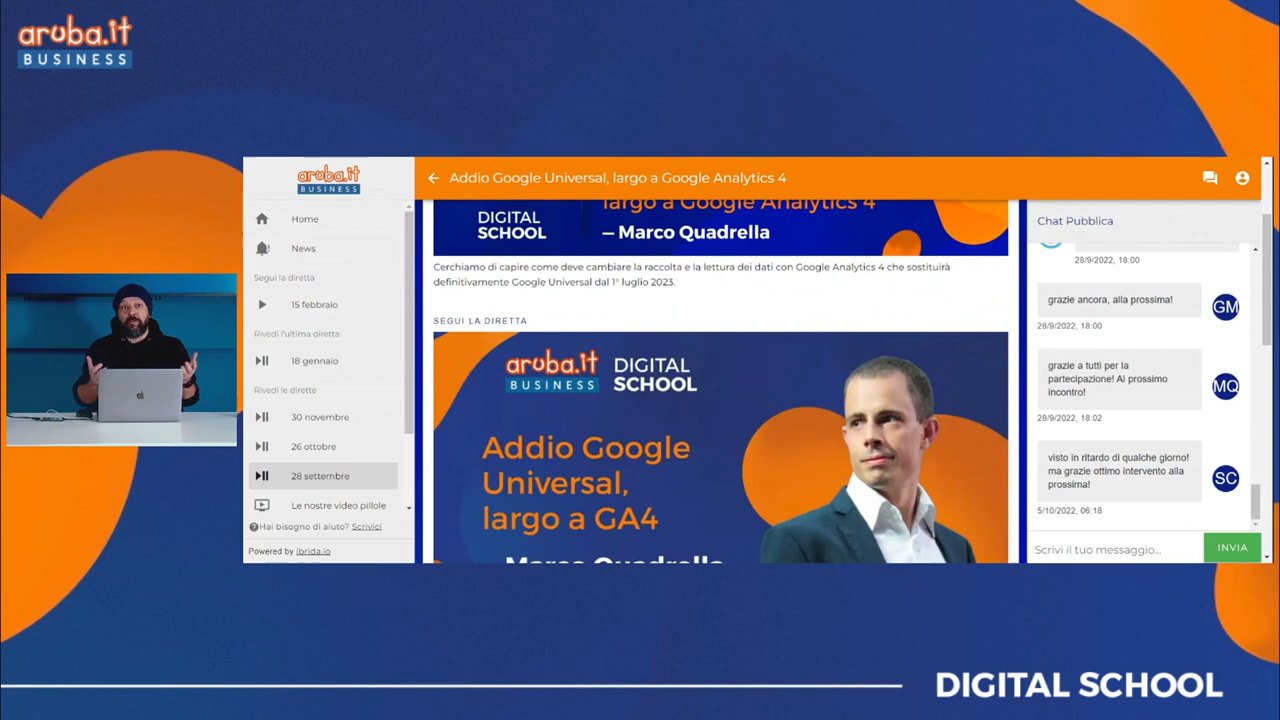 aruba.it
BUSINESS
aruba.it
BUSINESS
Home
News
Segui la diretta
15 febbraio
Rivedi l'ultima diretta
18 gennaio
Rivedi le dirette
30 novembre
26 ottobre
28 settembre
Le nostre video pillole
Hai bisogno di aiuto? Scrivici
Powered by ibrida.io
Addio Google Universal, largo a Google Analytics 4
DIGITAL
SCHOOL
largo a Google Analytics 4
— Marco Quadrella
Cerchiamo di capire come deve cambiare la raccolta e la lettura dei dati con Google Analytics 4 che sostituirà
definitivamente Google Universal dal 1° luglio 2023.
SEGUI LA DIRETTA
aruba.it
BUSINESS
DIGITAL
SCHOOL
Addio Google
Universal,
largo a GA4
— Marco Quadrella
Chat Pubblica
28/9/2022, 18:00
grazie ancora, alla prossima!
GM
28/9/2022, 18:00
grazie a tutti per la
partecipazione! Al prossimo
incontro!
MQ
28/9/2022, 18:02
visto in ritardo di qualche giorno!
ma grazie ottimo intervento alla
prossima!
SC
5/10/2022, 06:18
Scrivi il tuo messaggio...
INVIA
DIGITAL SCHOOL